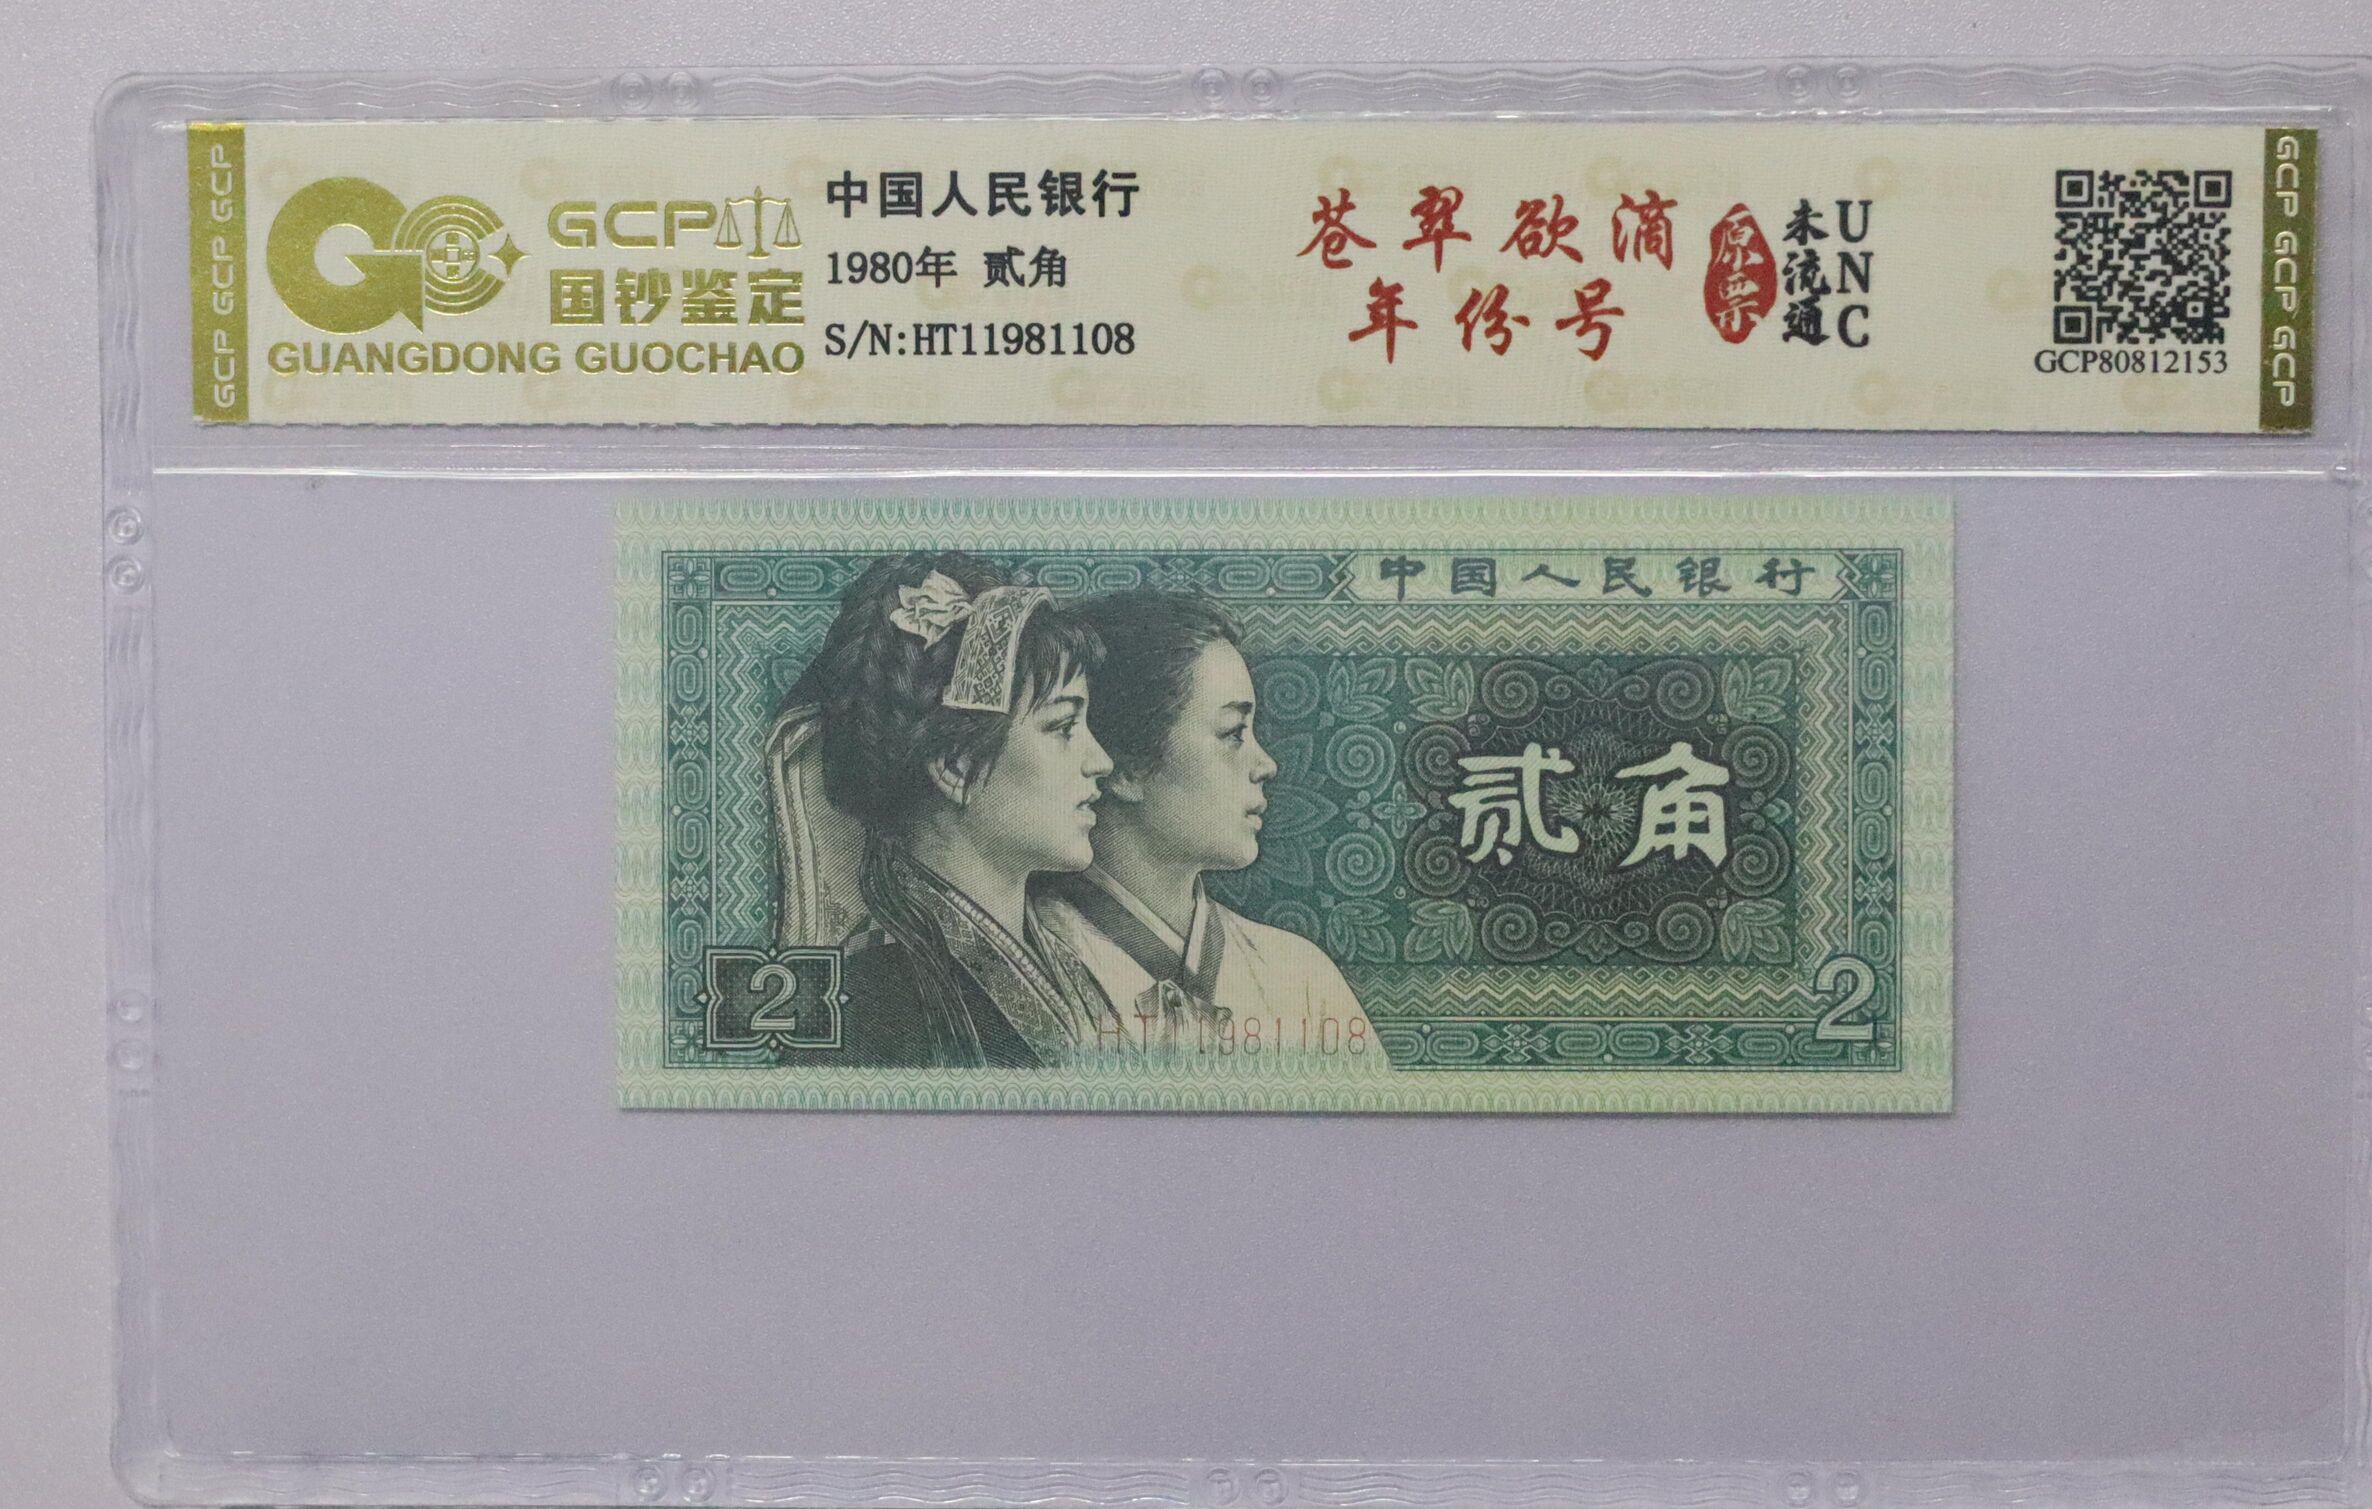 GCP GCP GCP
GCP
国钞鉴定
GUANGDONG GUOCHAO
中国人民银行
1980年 贰角
S/N:HT11981108
苍翠欲滴
年份号
原票
未流通
UNC
GCP80812153
GCP GCP GCP
中国人民银行
贰角
2
2
HT11981108